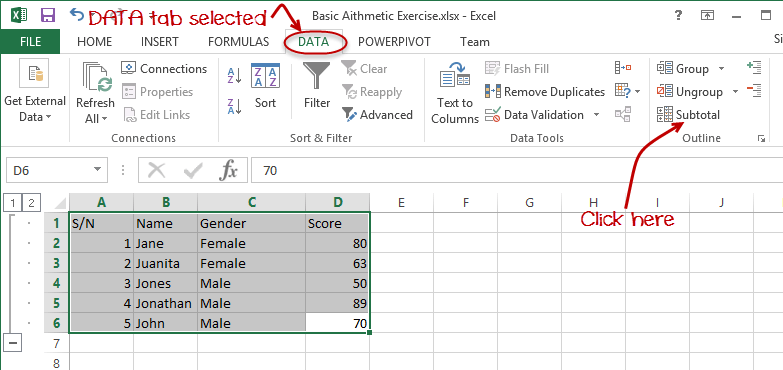 DATA tab selected
Basic Aithmetic Exercise.xlsx - Excel
?
FILE HOME INSERT FORMULAS DATA POWERPIVOT Team Si
Get External Data
Refresh All
Connections
Properties
Edit Links
Connections
A Z
Z A
Z A A Z
Sort
Filter
Clear
Reapply
Advanced
Sort & Filter
Text to Columns
Flash Fill
Remove Duplicates
Data Validation
Data Tools
Group
Ungroup
Subtotal
Outline
D6 fx 70
1 2
A B C D E F G H I J
1 S/N Name Gender Score
2 1 Jane Female 80
3 2 Juanita Female 63
4 3 Jones Male 50
5 4 Jonathan Male 89
6 5 John Male 70
7
8
Click here